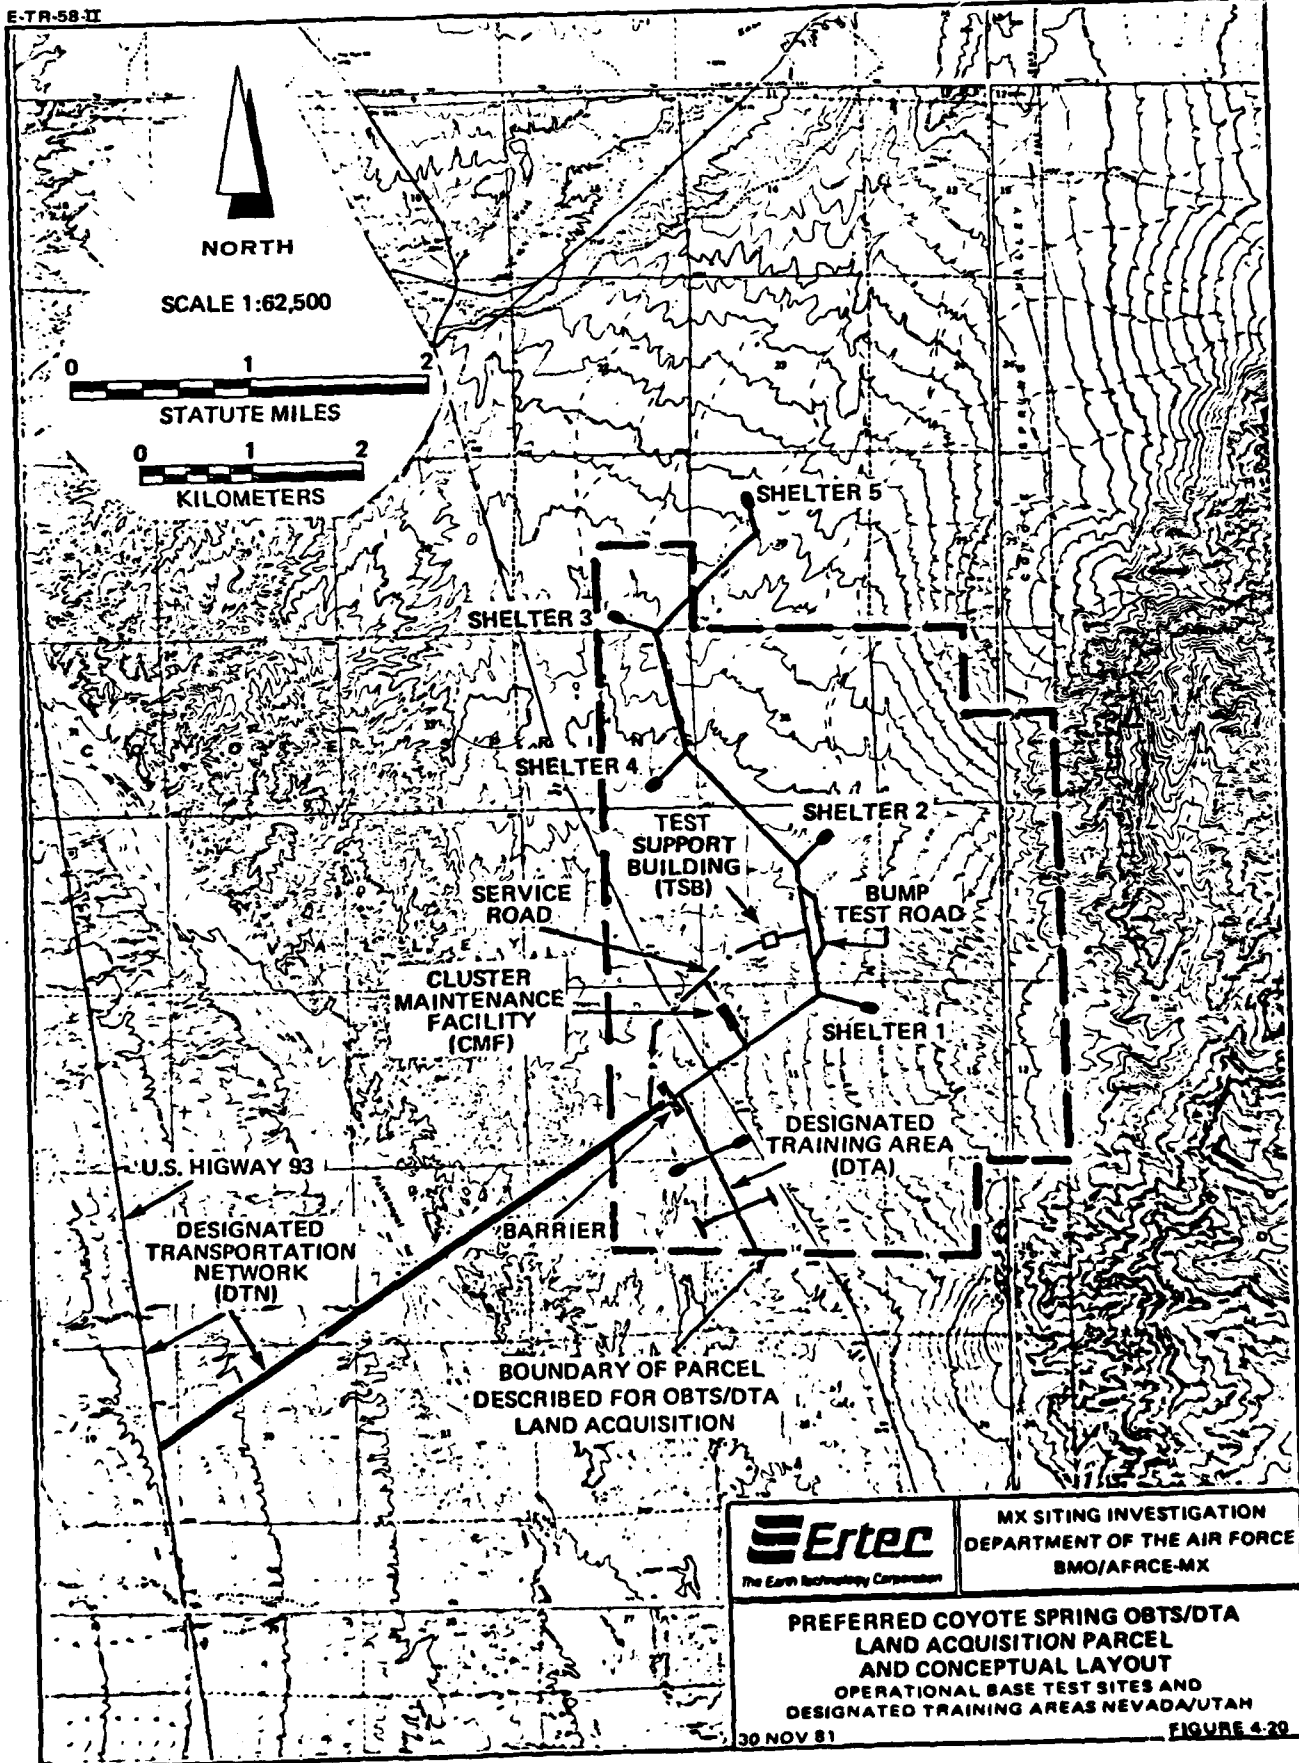 E-TR-58-II
NORTH
SCALE 1:62,500
0 1 2
STATUTE MILES
0 1 2
KILOMETERS
SHELTER 5
SHELTER 3
SHELTER 4
SHELTER 2
TEST
SUPPORT
BUILDING
(TSB)
SERVICE
ROAD
BUMP
TEST ROAD
CLUSTER
MAINTENANCE
FACILITY
(CMF)
SHELTER 1
DESIGNATED
TRAINING AREA
(DTA)
U.S. HIGWAY 93
DESIGNATED
TRANSPORTATION
NETWORK
(DTN)
BARRIER
BOUNDARY OF PARCEL
DESCRIBED FOR OBTS/DTA
LAND ACQUISITION
Ertec
The Earth Technology Corporation
MX SITING INVESTIGATION
DEPARTMENT OF THE AIR FORCE
BMO/AFRCE-MX
PREFERRED COYOTE SPRING OBTS/DTA
LAND ACQUISITION PARCEL
AND CONCEPTUAL LAYOUT
OPERATIONAL BASE TEST SITES AND
DESIGNATED TRAINING AREAS NEVADA/UTAH
30 NOV 81
FIGURE 4-20